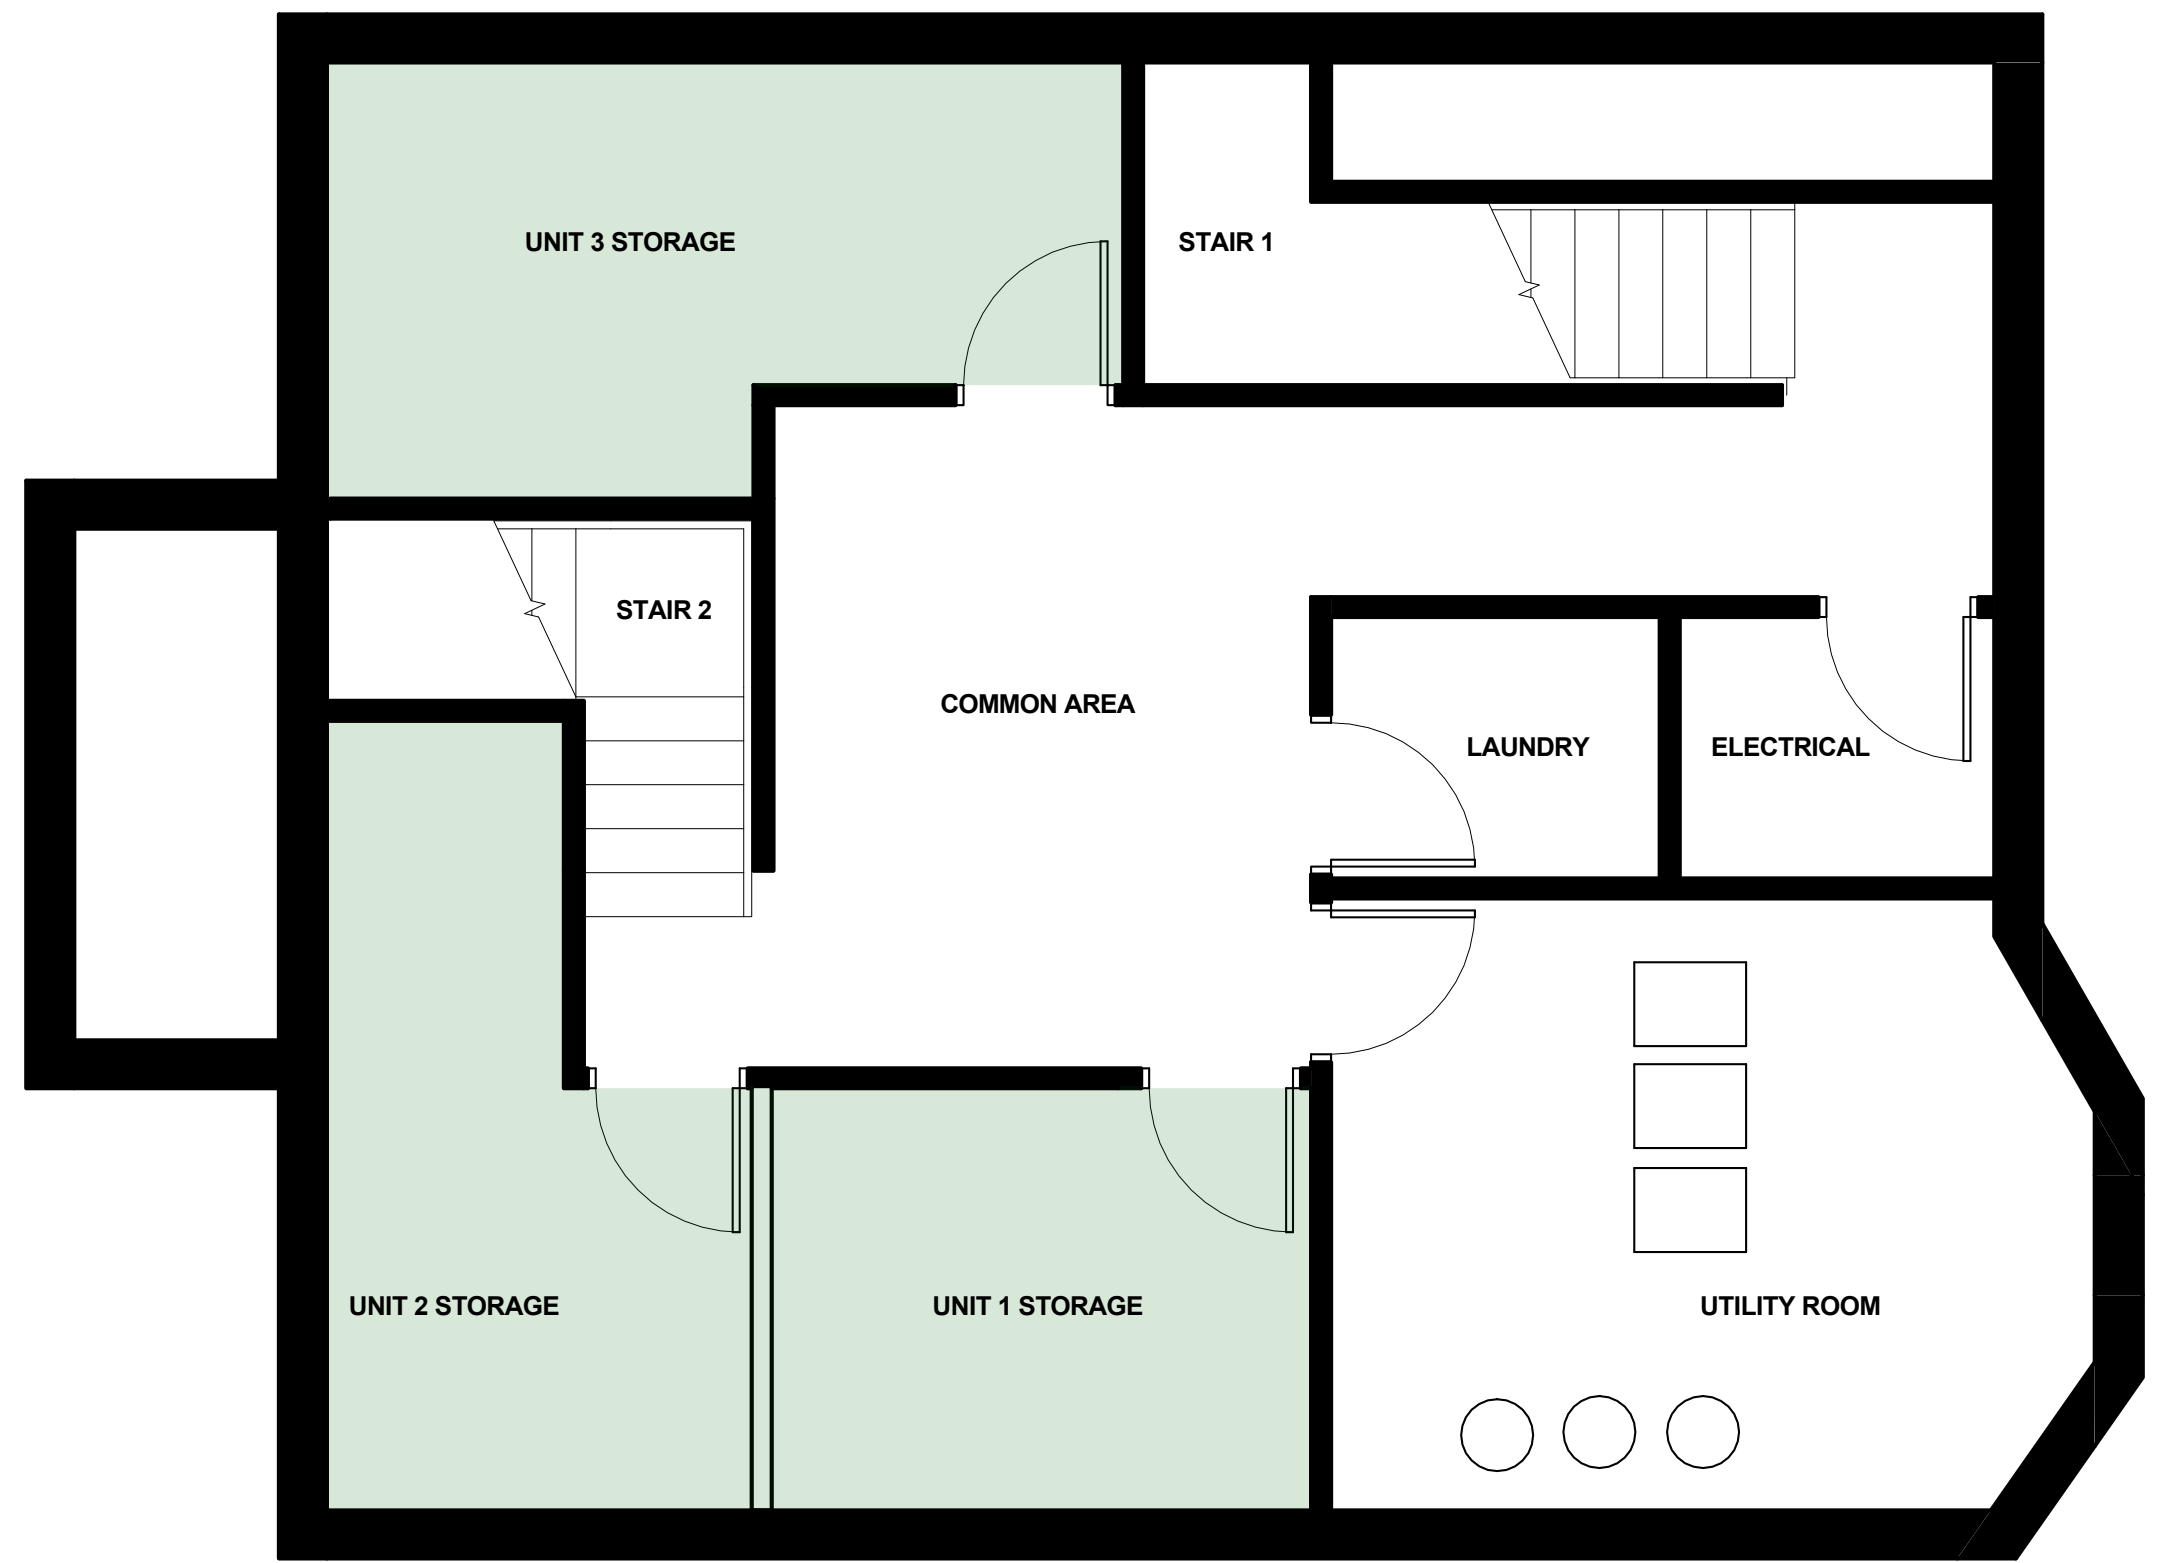 UNIT 3 STORAGE
STAIR 1
STAIR 2
COMMON AREA
LAUNDRY
ELECTRICAL
UNIT 2 STORAGE
UNIT 1 STORAGE
UTILITY ROOM